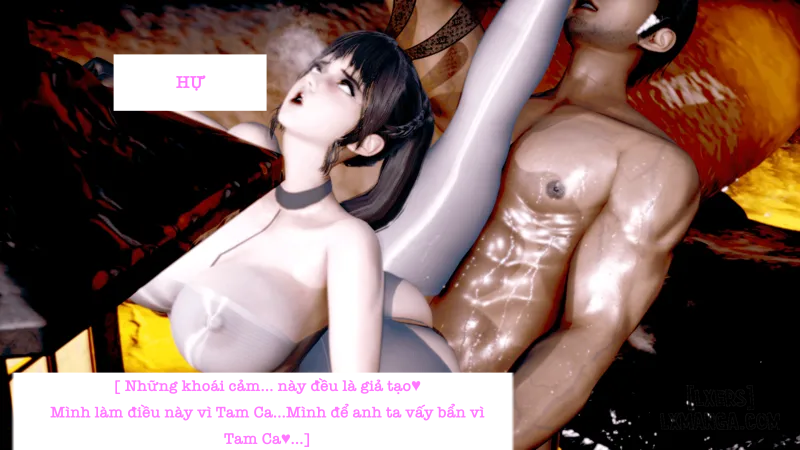 HỰ
[ Những khoái cảm... này đều là giả tạo♥
Mình làm điều này vì Tam Ca...Mình để anh ta vấy bẩn vì
Tam Ca♥...]